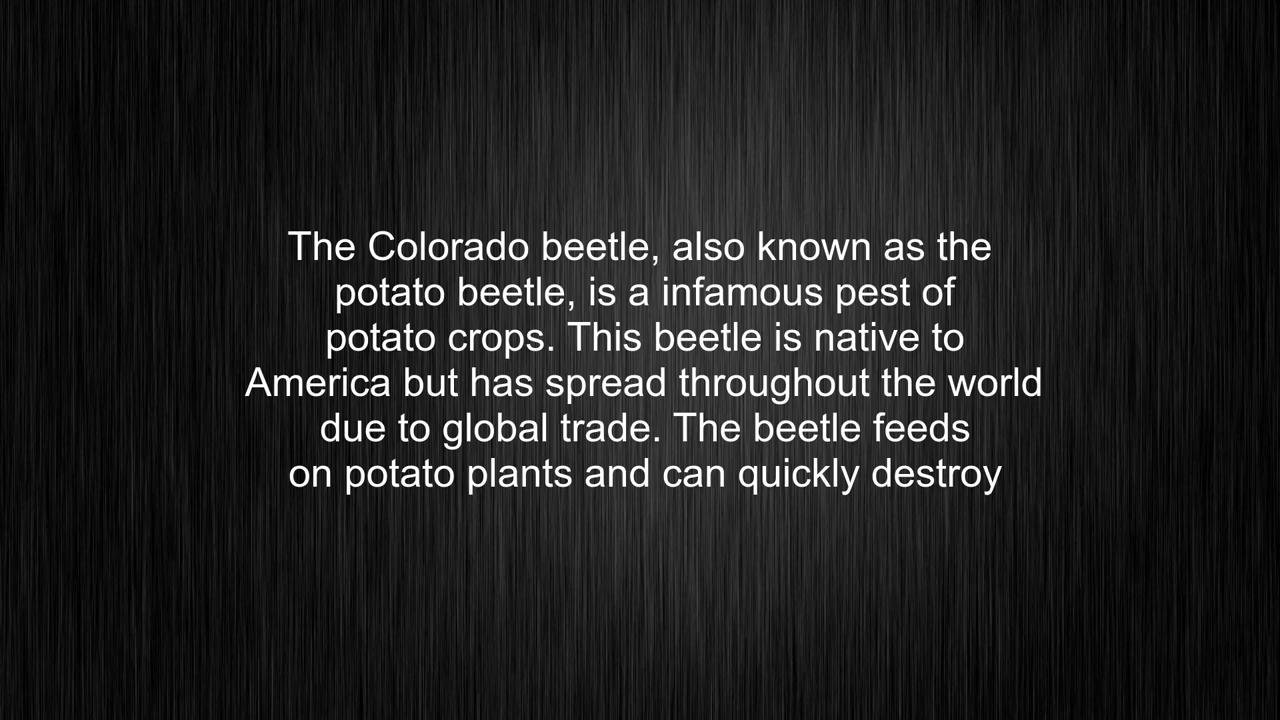 The Colorado beetle, also known as the
potato beetle, is a infamous pest of
potato crops. This beetle is native to
America but has spread throughout the world
due to global trade. The beetle feeds
on potato plants and can quickly destroy